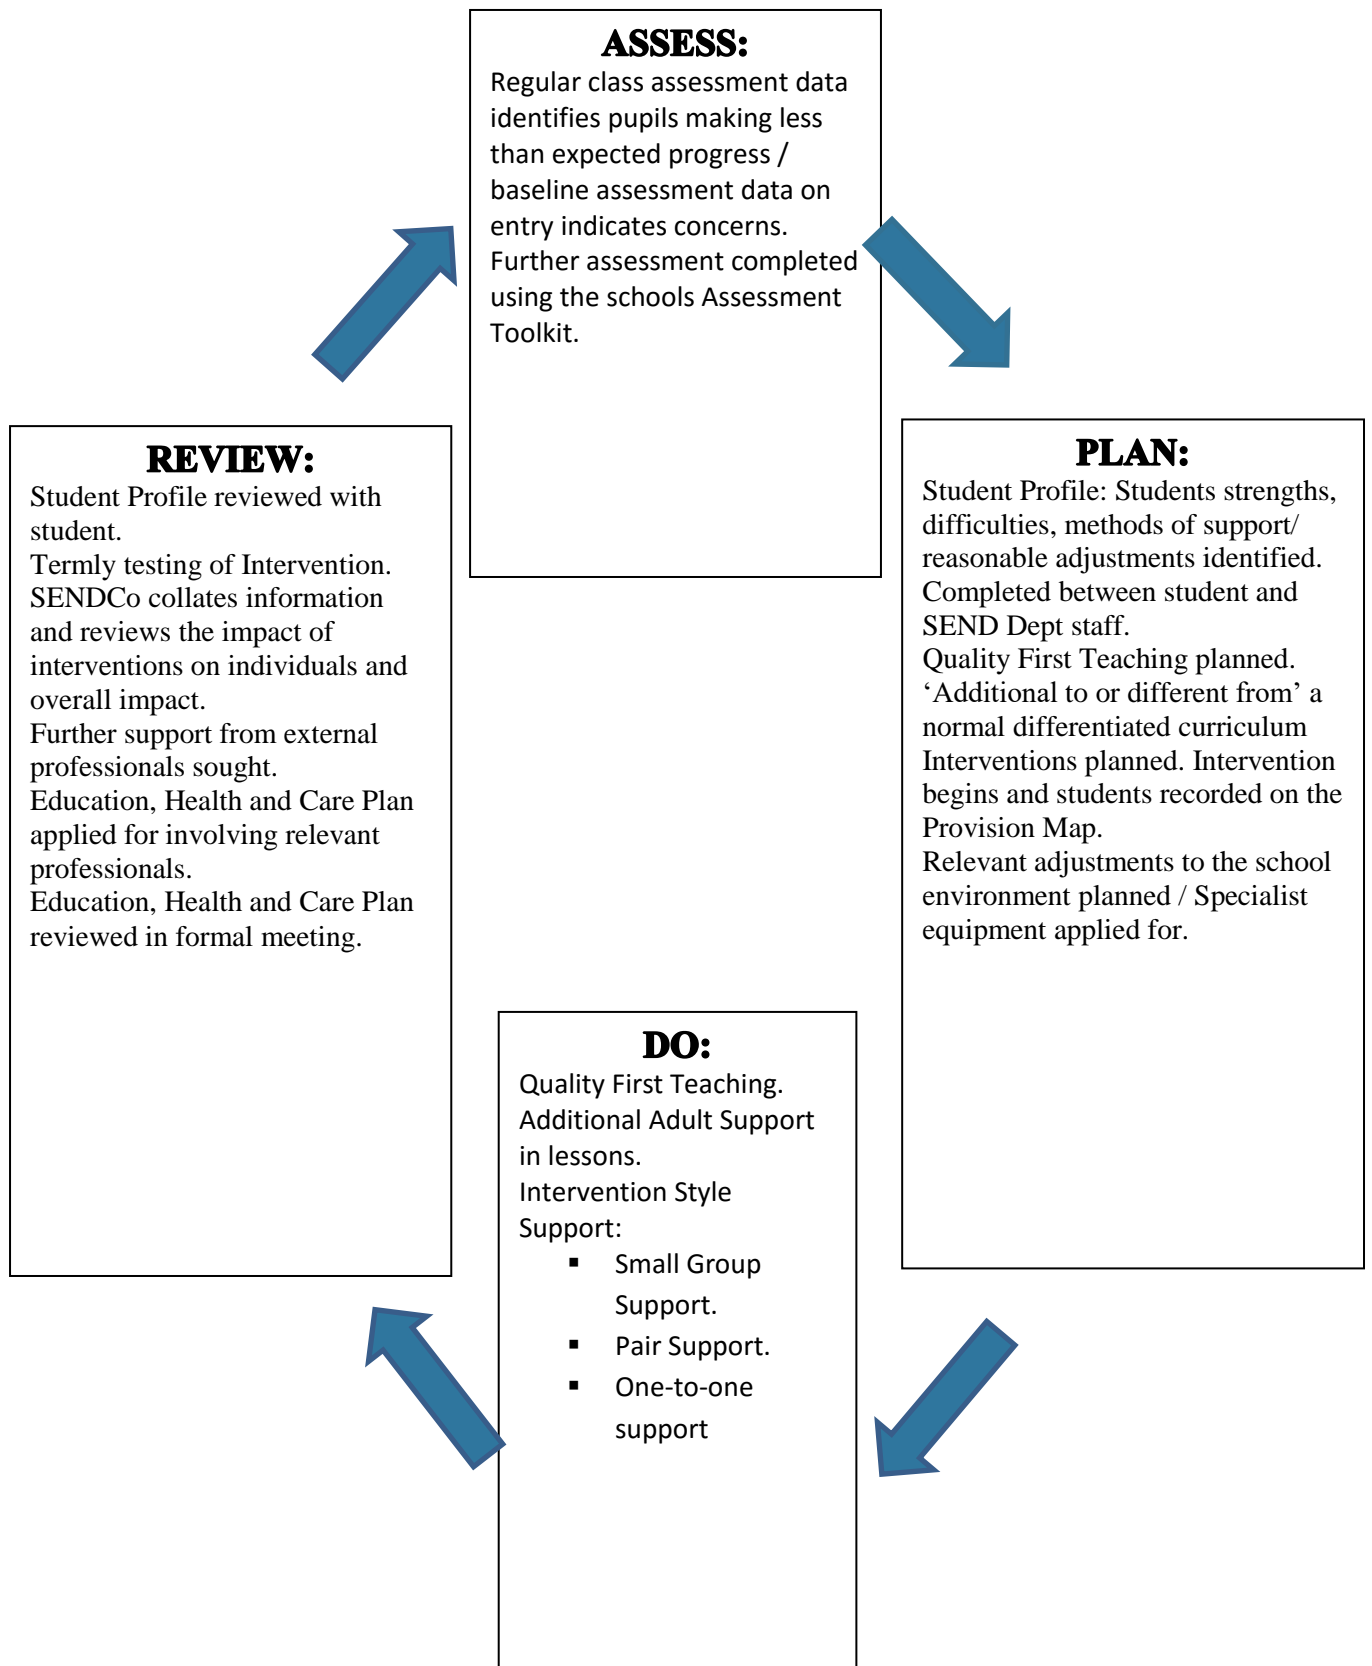 ASSESS:
Regular class assessment data
identifies pupils making less
than expected progress /
baseline assessment data on
entry indicates concerns.
Further assessment completed
using the schools Assessment
Toolkit.
PLAN:
Student Profile: Students strengths,
difficulties, methods of support/
reasonable adjustments identified.
Completed between student and
SEND Dept staff.
Quality First Teaching planned.
‘Additional to or different from’ a
normal differentiated curriculum
Interventions planned. Intervention
begins and students recorded on the
Provision Map.
Relevant adjustments to the school
environment planned / Specialist
equipment applied for.
DO:
Quality First Teaching.
Additional Adult Support
in lessons.
Intervention Style
Support:
▪ Small Group
Support.
▪ Pair Support.
▪ One-to-one
support
REVIEW:
Student Profile reviewed with
student.
Termly testing of Intervention.
SENDCo collates information
and reviews the impact of
interventions on individuals and
overall impact.
Further support from external
professionals sought.
Education, Health and Care Plan
applied for involving relevant
professionals.
Education, Health and Care Plan
reviewed in formal meeting.